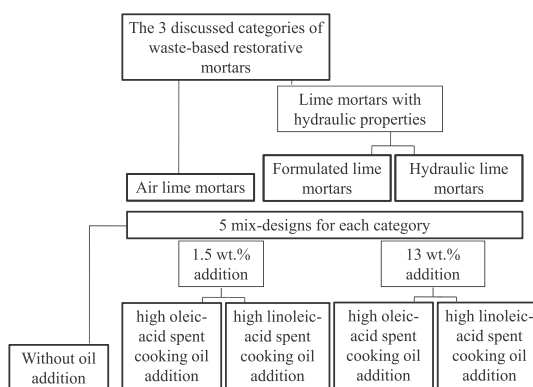 The 3 discussed categories of
waste-based restorative
mortars
Lime mortars with
hydraulic properties
Air lime mortars
Formulated lime
mortars
Hydraulic lime
mortars
5 mix-designs for each category
1.5 wt.%
addition
13 wt.%
addition
Without oil
addition
high oleic-
acid spent
cooking oil
addition
high linoleic-
acid spent
cooking oil
addition
high oleic-
acid spent
cooking oil
addition
high linoleic-
acid spent
cooking oil
addition